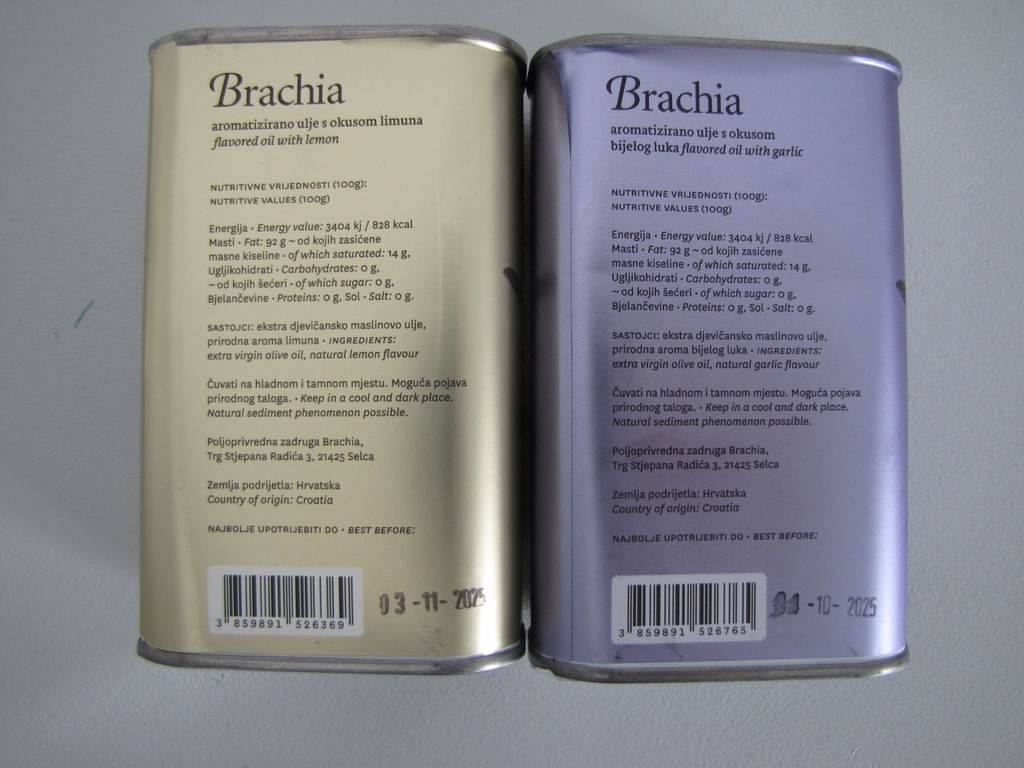 Brachia
aromatizirano ulje s okusom limuna
flavored oil with lemon
NUTRITIVNE VRIJEDNOSTI (100g):
NUTRITIVE VALUES (100g)
Energija • Energy value: 3404 kj / 828 kcal
Masti • Fat: 92 g ~ od kojih zasićene
masne kiseline • of which saturated: 14 g,
Ugljikohidrati • Carbohydrates: 0 g,
~ od kojih šećeri • of which sugar: 0 g,
Bjelančevine • Proteins: 0 g, Sol • Salt: 0 g.
SASTOJCI: ekstra djevičansko maslinovo ulje,
prirodna aroma limuna • INGREDIENTS:
extra virgin olive oil, natural lemon flavour
Čuvati na hladnom i tamnom mjestu. Moguća pojava
prirodnog taloga. • Keep in a cool and dark place.
Natural sediment phenomenon possible.
Poljoprivredna zadruga Brachia,
Trg Stjepana Radića 3, 21425 Selca
Zemlja podrijetla: Hrvatska
Country of origin: Croatia
NAJBOLJE UPOTRIJEBITI DO • BEST BEFORE:
03-11-2025
3 859891 526369
Brachia
aromatizirano ulje s okusom
bijelog luka flavored oil with garlic
NUTRITIVNE VRIJEDNOSTI (100g):
NUTRITIVE VALUES (100g)
Energija • Energy value: 3404 kj / 828 kcal
Masti • Fat: 92 g ~ od kojih zasićene
masne kiseline • of which saturated: 14 g,
Ugljikohidrati • Carbohydrates: 0 g,
~ od kojih šećeri • of which sugar: 0 g,
Bjelančevine • Proteins: 0 g, Sol • Salt: 0 g.
SASTOJCI: ekstra djevičansko maslinovo ulje,
prirodna aroma bijelog luka • INGREDIENTS:
extra virgin olive oil, natural garlic flavour
Čuvati na hladnom i tamnom mjestu. Moguća pojava
prirodnog taloga. • Keep in a cool and dark place.
Natural sediment phenomenon possible.
Poljoprivredna zadruga Brachia,
Trg Stjepana Radića 3, 21425 Selca
Zemlja podrijetla: Hrvatska
Country of origin: Croatia
NAJBOLJE UPOTRIJEBITI DO • BEST BEFORE:
-10-2025
3 859891 526765